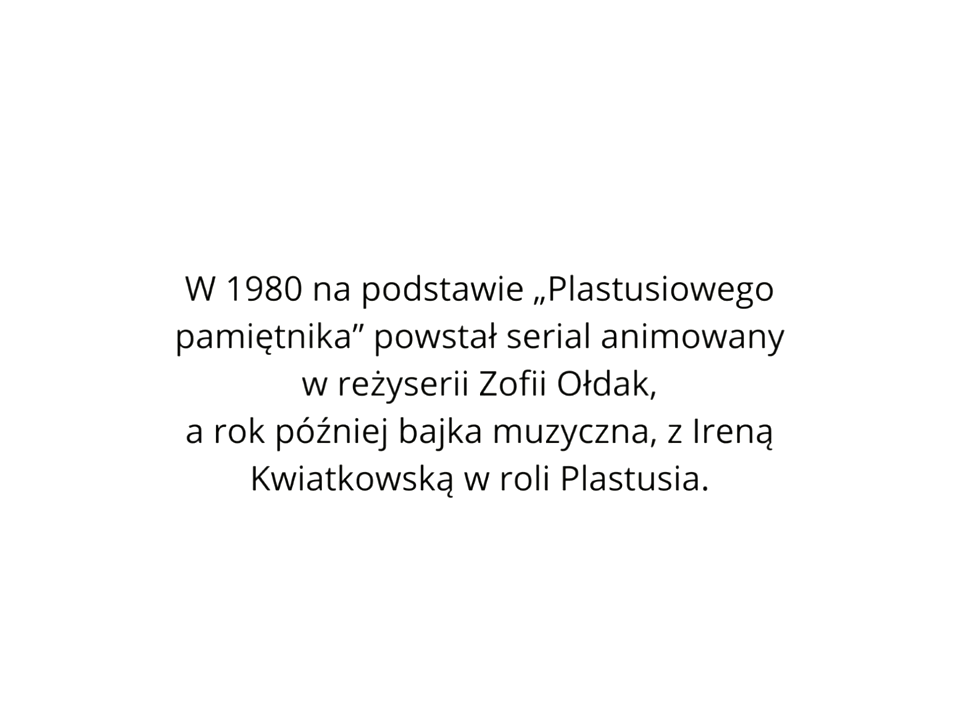 W 1980 na podstawie „Plastusiowego
pamiętnika” powstał serial animowany
w reżyserii Zofii Ołdak,
a rok później bajka muzyczna, z Ireną
Kwiatkowską w roli Plastusia.